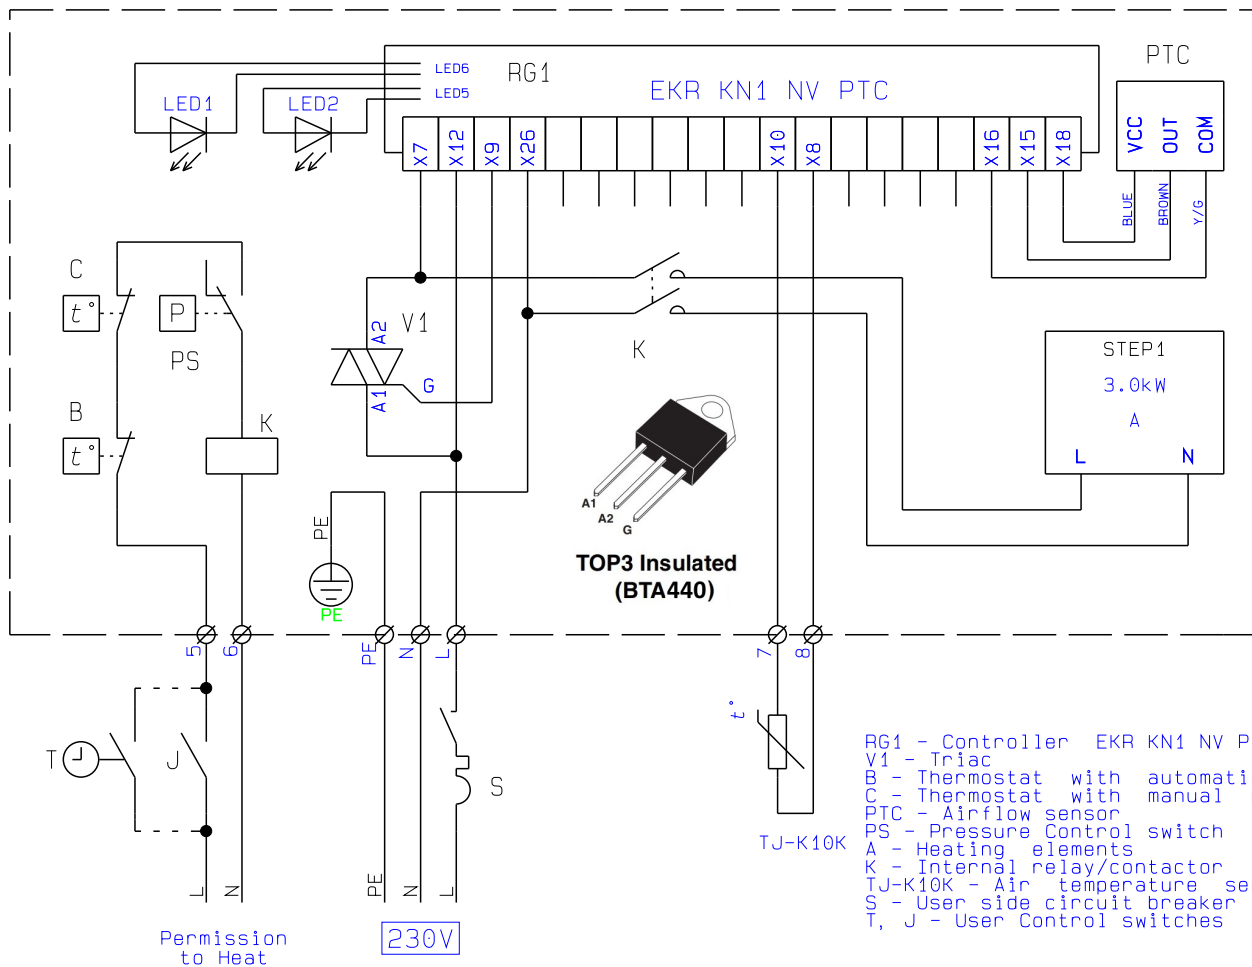 PTC
LED6
RG1
LED5
EKR KN1 NV PTC
LED1
LED2
X7
X12
X9
X26
X10
X8
X16
X15
X18
VCC
OUT
COM
BLUE
BROWN
Y/G
C
t°
P
PS
A2
V1
G
A1
K
STEP1
3.0kW
A
L
N
B
t°
K
A1
A2
G
PE
TOP3 Insulated
(BTA440)
PE
5
6
PE
N
L
7
8
t°
T
J
S
RG1 - Controller EKR KN1 NV P
V1 - Triac
B - Thermostat with automati
C - Thermostat with manual
PTC - Airflow sensor
PS - Pressure Control switch
A - Heating elements
K - Internal relay/contactor
TJ-K10K - Air temperature se
S - User side circuit breaker
T, J - User Control switches
TJ-K10K
L
N
PE
N
L
Permission
to Heat
230V